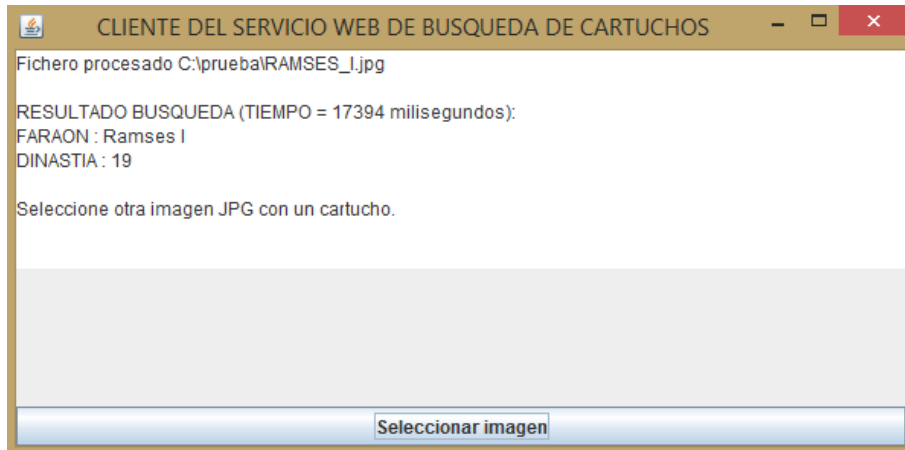 CLIENTE DEL SERVICIO WEB DE BUSQUEDA DE CARTUCHOS
Fichero procesado C:\prueba\RAMSES_I.jpg
RESULTADO BUSQUEDA (TIEMPO = 17394 milisegundos):
FARAON : Ramses I
DINASTIA : 19
Seleccione otra imagen JPG con un cartucho.
Seleccionar imagen